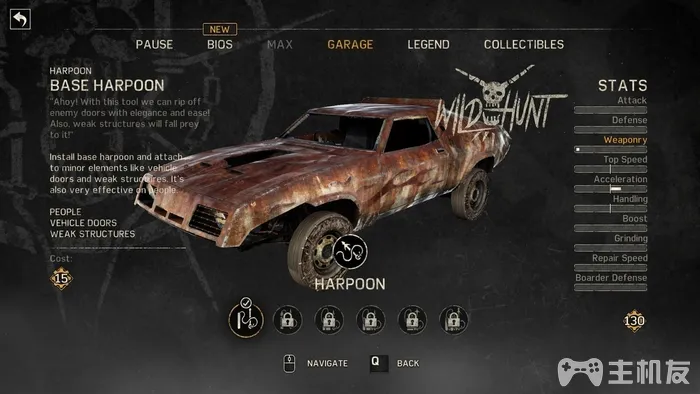 NEW
PAUSE BIOS MAX GARAGE LEGEND COLLECTIBLES
HARPOON
BASE HARPOON
"Ahoy! With this tool we can rip off
enemy doors with elegance and ease!
Also, weak structures will fall prey
to it!"
Install base harpoon and attach
to minor elements like vehicle
doors and weak structures. It's
also very effective on people.
PEOPLE
VEHICLE DOORS
WEAK STRUCTURES
Cost:
15
WILD HUNT
HARPOON
STATS
Attack
Defense
Weaponry
Top Speed
Acceleration
Handling
Boost
Grinding
Repair Speed
Boarder Defense
130
NAVIGATE
Q BACK
主机友